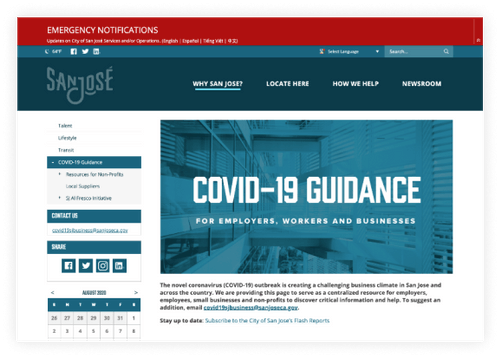 EMERGENCY NOTIFICATIONS
Updates on City of San José Services and/or Operations. (English | Español | Tiếng Việt | 中文)
Select Language
Search...
SAN JOSÉ
WHY SAN JOSE?
LOCATE HERE
HOW WE HELP
NEWSROOM
Talent
Lifestyle
Transit
COVID-19 Guidance
Resources for Non-Profits
Local Suppliers
SJ Al Fresco Initiative
CONTACT US
covid19sjbusiness@sanjoseca.gov
SHARE
< AUGUST 2020 >
S M T W T F S
26 27 28 29 30 31 1
2 3 4 5 6 7 8
COVID-19 GUIDANCE
FOR EMPLOYERS, WORKERS AND BUSINESSES
The novel coronavirus (COVID-19) outbreak is creating a challenging business climate in San Jose and
across the country. We are providing this page to serve as a centralized resource for employers,
employees, small businesses and non-profits to discover critical information and help. To suggest an
addition, email covid19sjbusiness@sanjoseca.gov.
Stay up to date: Subscribe to the City of San Jose's Flash Reports